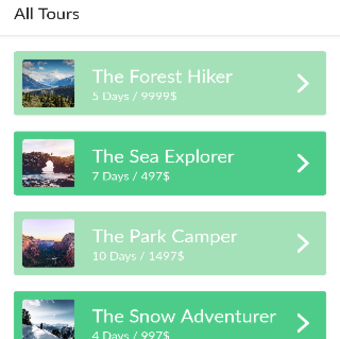 All Tours
The Forest Hiker
5 Days / 9999$
The Sea Explorer
7 Days / 497$
The Park Camper
10 Days / 1497$
The Snow Adventurer
4 Days / 997$